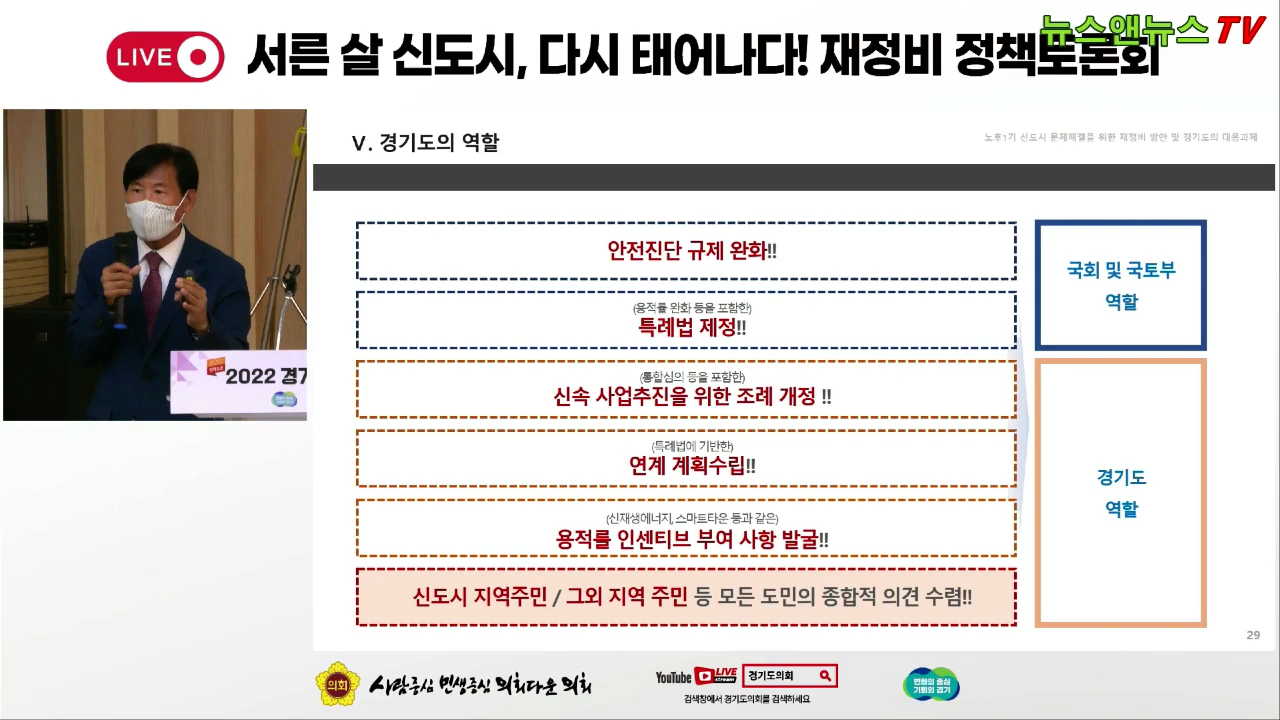 LIVE
서른 살 신도시, 다시 태어나다! 재정비 정책토론회
뉴스앤뉴스 TV
V. 경기도의 역할
노후1기 신도시 문제해결을 위한 재정비 방안 및 경기도의 대응과제
안전진단 규제 완화!!
(용적률 완화 등을 포함한)
특례법 제정!!
국회 및 국토부
역할
(통합심의 등을 포함한)
신속 사업추진을 위한 조례 개정 !!
(특례법에 기반한)
연계 계획수립!!
(신재생에너지, 스마트타운 등과 같은)
용적률 인센티브 부여 사항 발굴!!
신도시 지역주민 / 그외 지역 주민 등 모든 도민의 종합적 의견 수렴!!
경기도
역할
29
2022 경기
의회
사람중심 민생중심 의회다운 의회
YouTube LIVE stream 경기도의회
검색창에서 경기도의회를 검색하세요
변화의 중심
기회의 경기